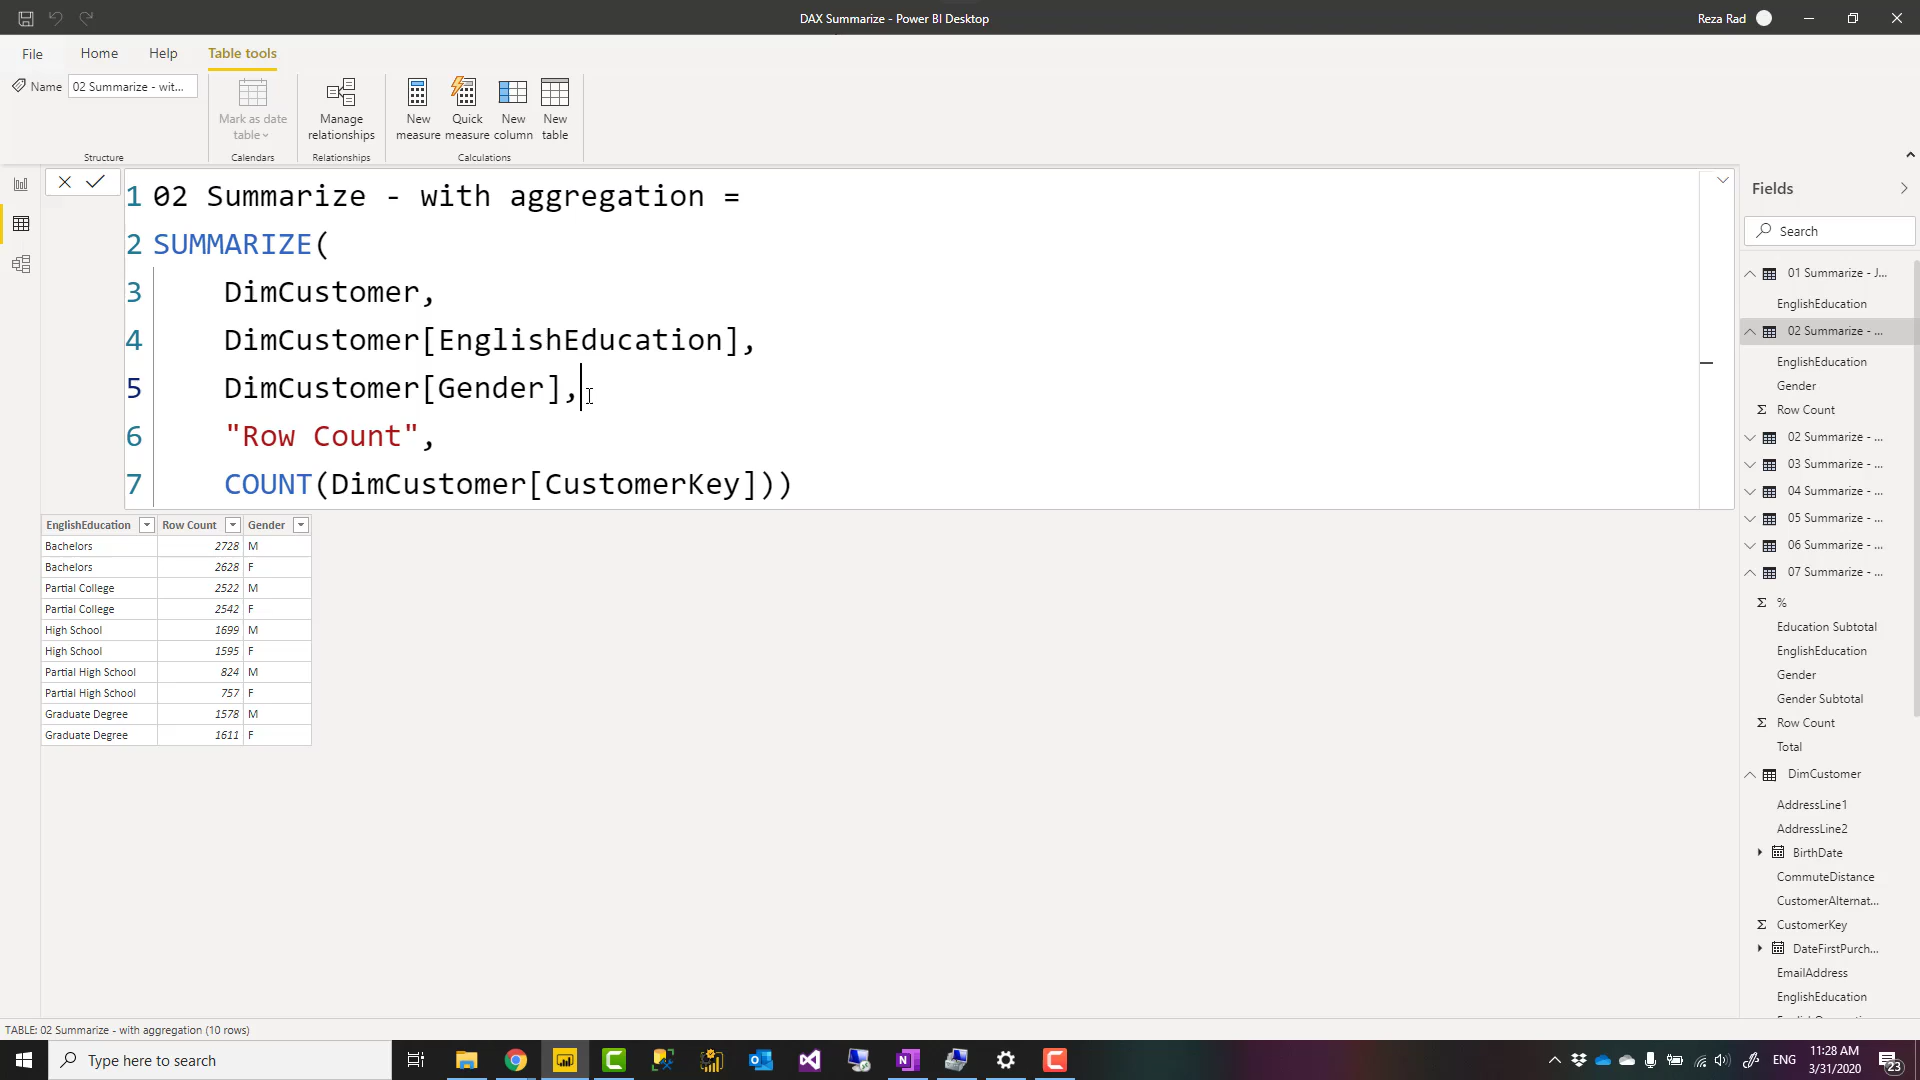 DAX Summarize - Power BI Desktop
Reza Rad
File
Home
Help
Table tools
Name
02 Summarize - wit...
Mark as date
table
Manage
relationships
New
measure
Quick
measure
New
column
New
table
Structure
Calendars
Relationships
Calculations
1 02 Summarize - with aggregation =
2 SUMMARIZE(
3 DimCustomer,
4 DimCustomer[EnglishEducation],
5 DimCustomer[Gender],
6 "Row Count",
7 COUNT(DimCustomer[CustomerKey]))
EnglishEducation Row Count Gender
Bachelors 2728 M
Bachelors 2628 F
Partial College 2522 M
Partial College 2542 F
High School 1699 M
High School 1595 F
Partial High School 824 M
Partial High School 757 F
Graduate Degree 1578 M
Graduate Degree 1611 F
Fields
Search
01 Summarize - J...
EnglishEducation
02 Summarize - ...
EnglishEducation
Gender
Σ Row Count
02 Summarize - ...
03 Summarize - ...
04 Summarize - ...
05 Summarize - ...
06 Summarize - ...
07 Summarize - ...
Σ %
Education Subtotal
EnglishEducation
Gender
Gender Subtotal
Σ Row Count
Total
DimCustomer
AddressLine1
AddressLine2
BirthDate
CommuteDistance
CustomerAlternat...
Σ CustomerKey
DateFirstPurch...
EmailAddress
EnglishEducation
TABLE: 02 Summarize - with aggregation (10 rows)
Type here to search
ENG
11:28 AM
3/31/2020
23